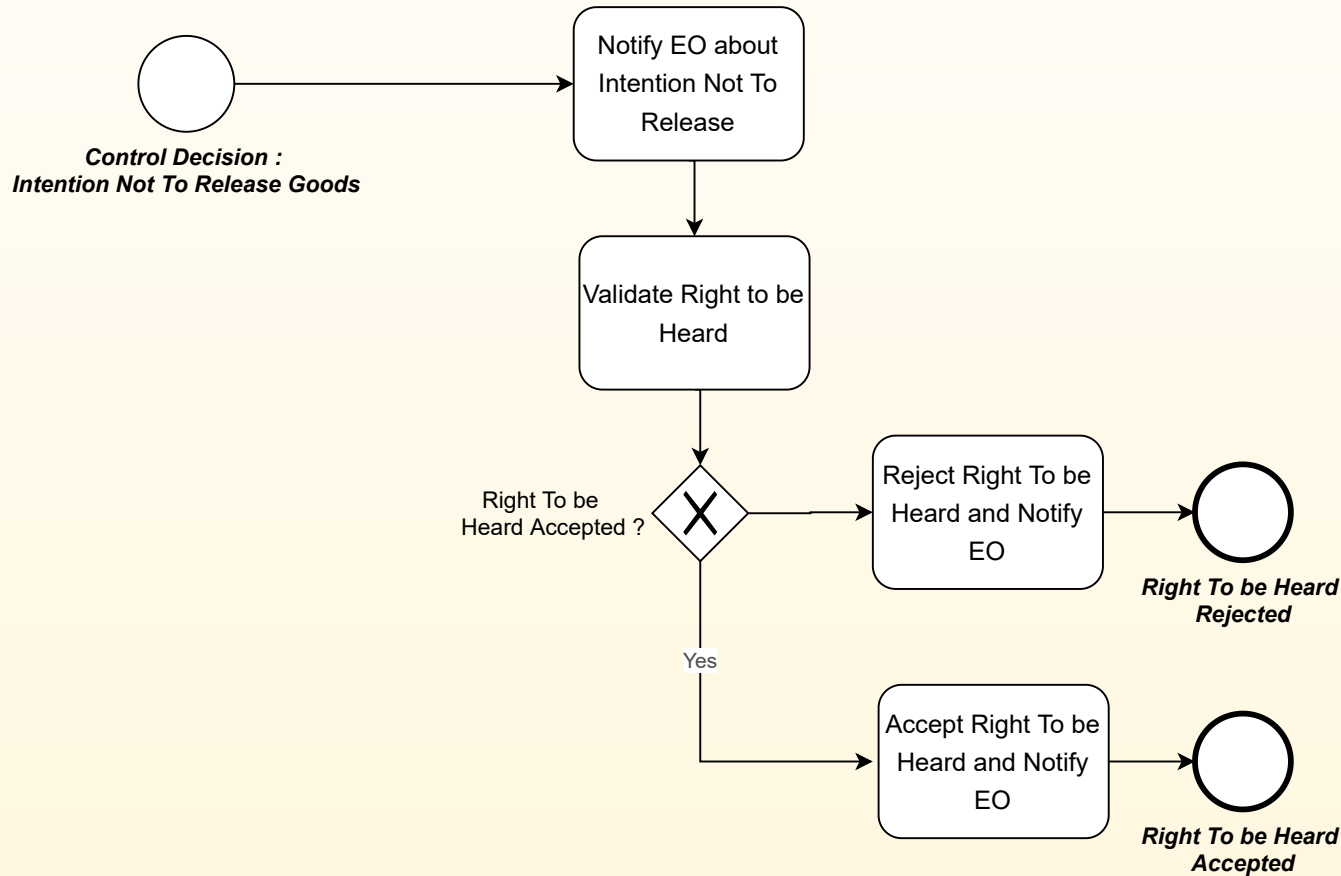 Notify EO about
Intention Not To
Release
Control Decision :
Intention Not To Release Goods
Validate Right to be
Heard
Right To be
Heard Accepted ?
Reject Right To be
Heard and Notify
EO
Right To be Heard
Rejected
Yes
Accept Right To be
Heard and Notify
EO
Right To be Heard
Accepted